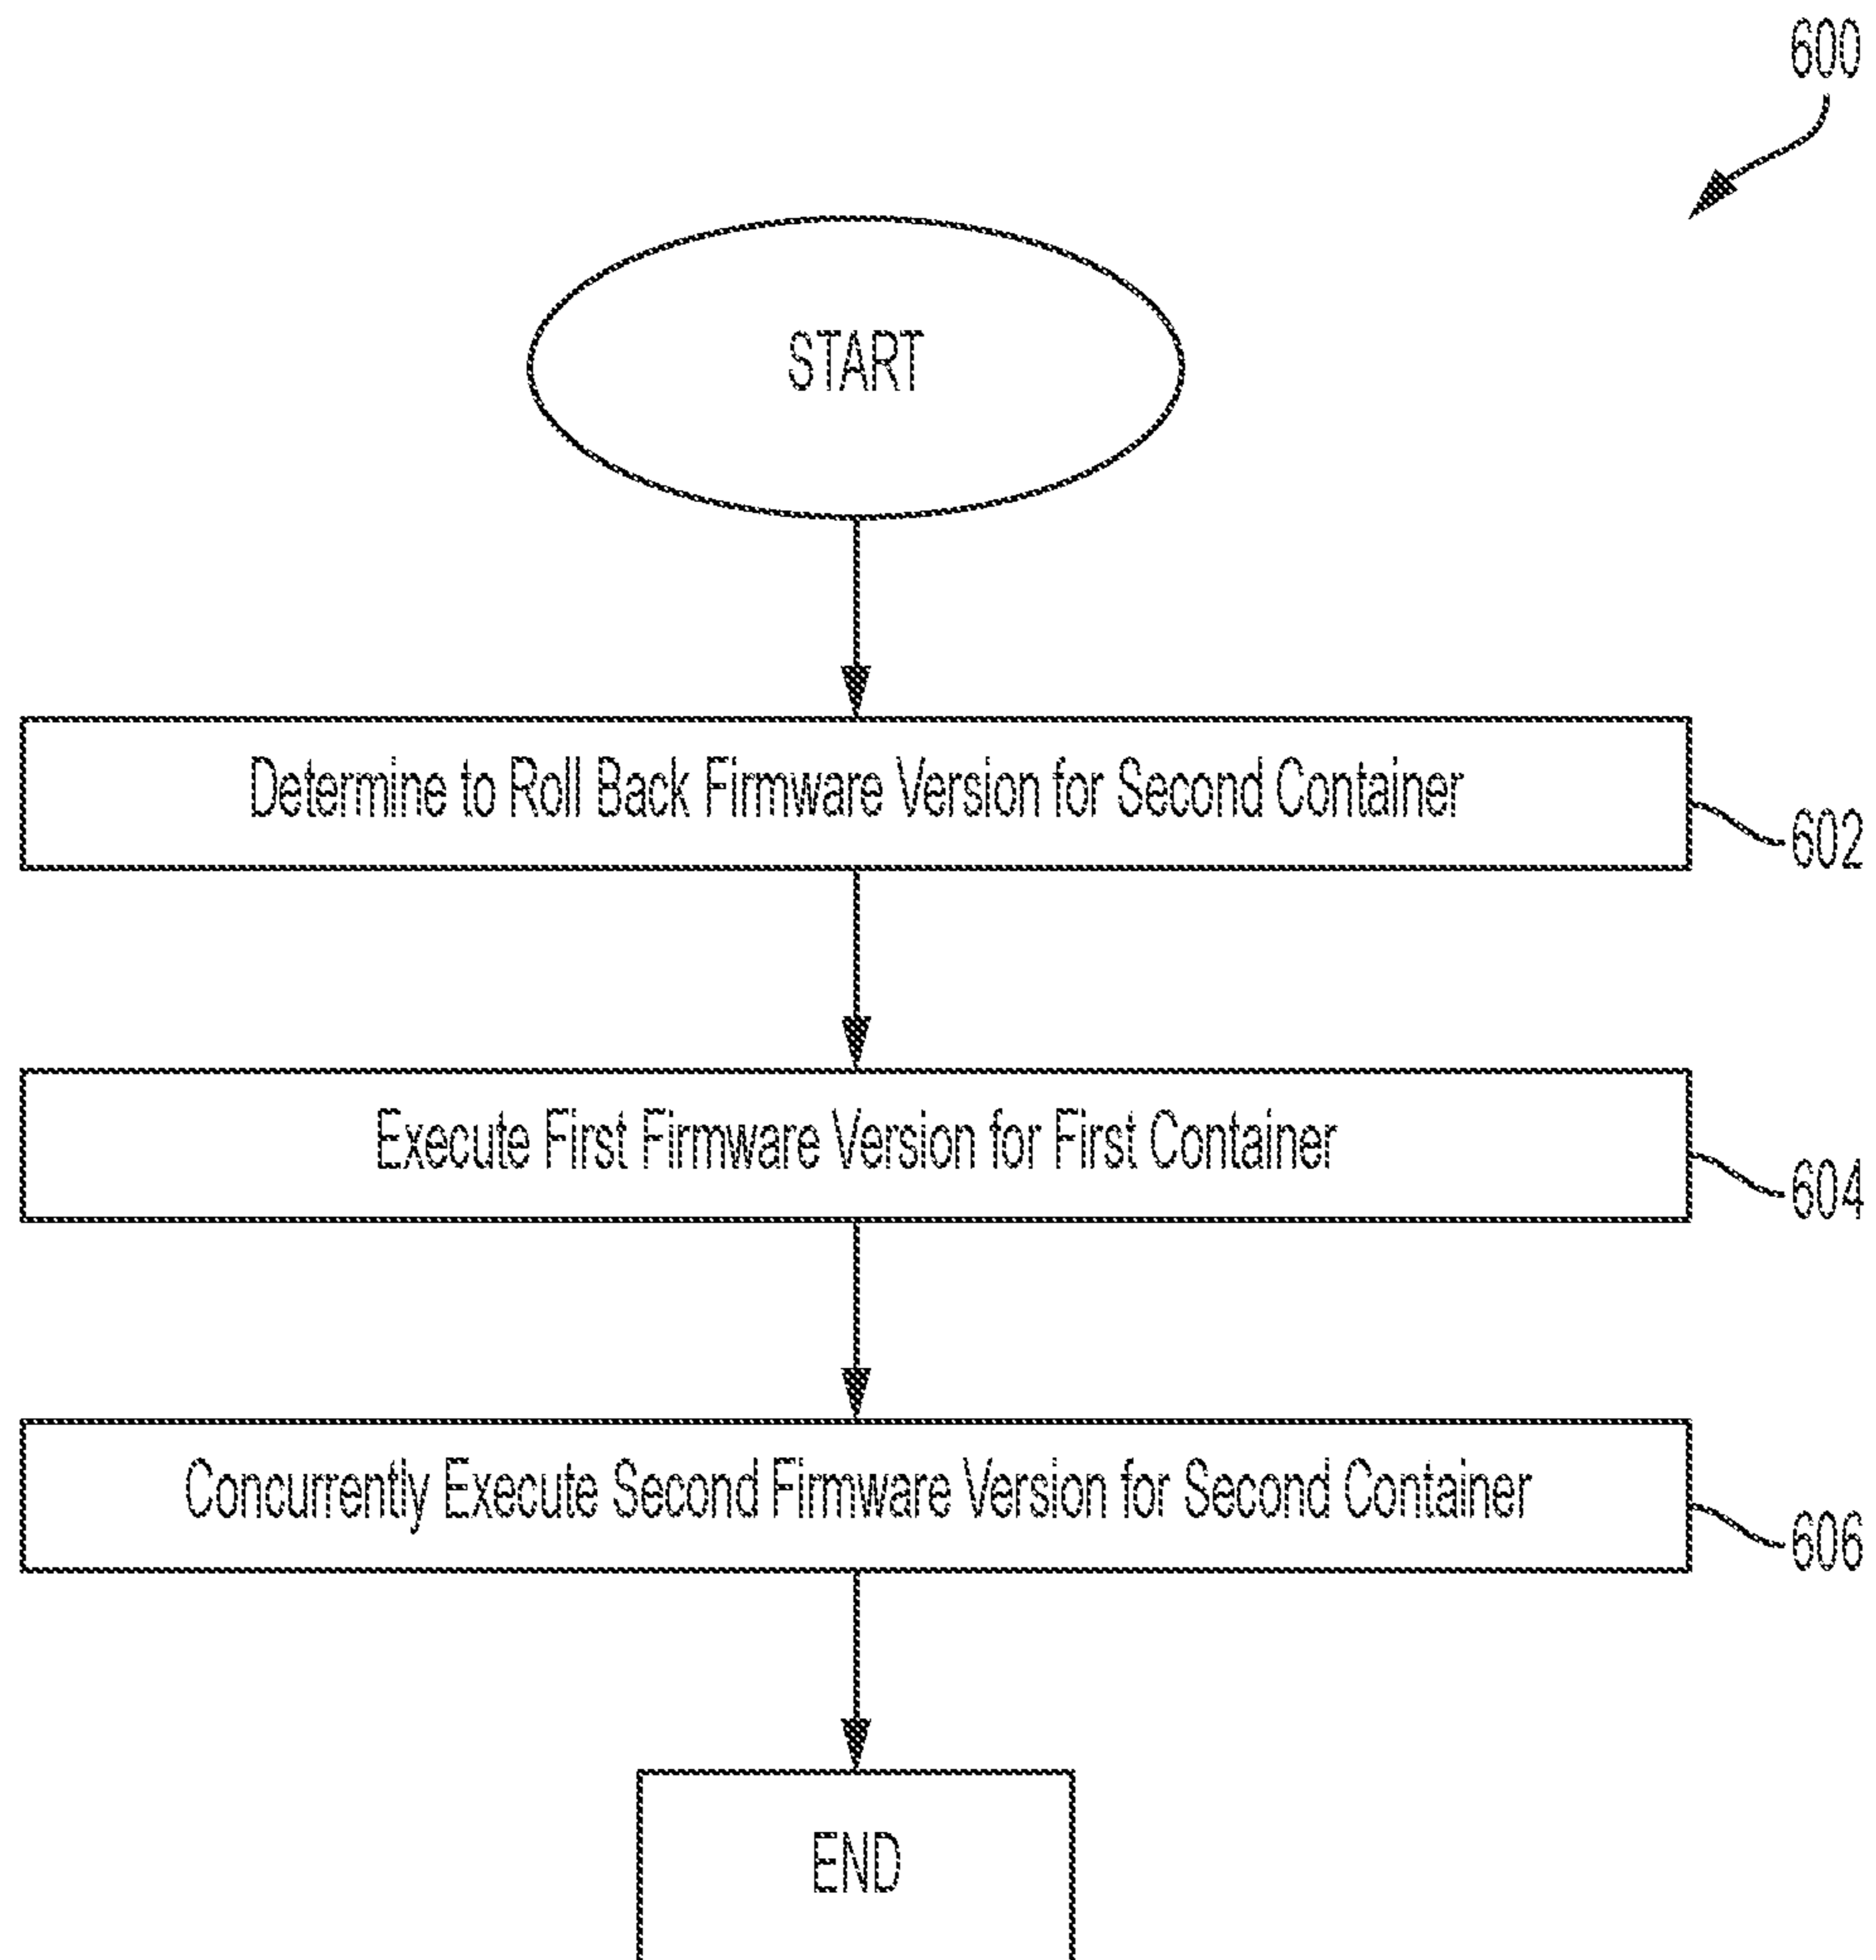 600
START
Determine to Roll Back Firmware Version for Second Container
602
Execute First Firmware Version for First Container
604
Concurrently Execute Second Firmware Version for Second Container
606
END